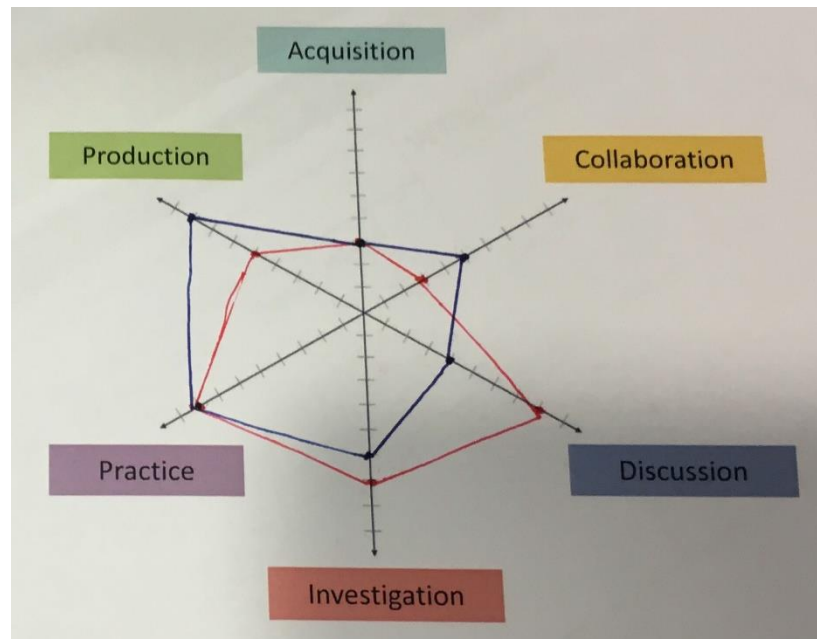 Acquisition
Production
Collaboration
Practice
Discussion
Investigation